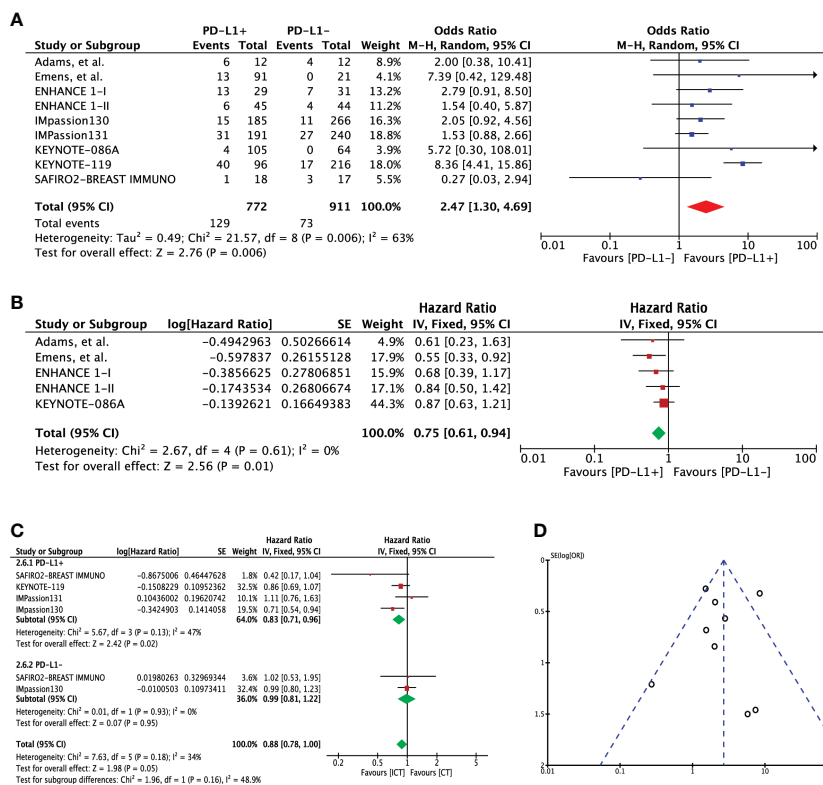 A
PD-L1+ PD-L1- Odds Ratio Odds Ratio
Study or Subgroup Events Total Events Total Weight M-H, Random, 95% CI M-H, Random, 95% CI
Adams, et al. 6 12 4 12 8.9% 2.00 [0.38, 10.41]
Emens, et al. 13 91 0 21 4.1% 7.39 [0.42, 129.48]
ENHANCE 1-I 13 29 7 31 13.2% 2.79 [0.91, 8.50]
ENHANCE 1-II 6 45 4 44 11.2% 1.54 [0.40, 5.87]
IMpassion130 15 185 11 266 16.3% 2.05 [0.92, 4.56]
IMPassion131 31 191 27 240 18.8% 1.53 [0.88, 2.66]
KEYNOTE-086A 4 105 0 64 3.9% 5.72 [0.30, 108.01]
KEYNOTE-119 40 96 17 216 18.0% 8.36 [4.41, 15.86]
SAFIRO2-BREAST IMMUNO 1 18 3 17 5.5% 0.27 [0.03, 2.94]
Total (95% CI) 772 911 100.0% 2.47 [1.30, 4.69]
Total events 129 73
Heterogeneity: Tau² = 0.49; Chi² = 21.57, df = 8 (P = 0.006); I² = 63%
Test for overall effect: Z = 2.76 (P = 0.006)
0.01 0.1 1 10 100
Favours [PD-L1-] Favours [PD-L1+]
B
Hazard Ratio Hazard Ratio
Study or Subgroup log[Hazard Ratio] SE Weight IV, Fixed, 95% CI IV, Fixed, 95% CI
Adams, et al. -0.4942963 0.50266614 4.9% 0.61 [0.23, 1.63]
Emens, et al. -0.597837 0.26155128 17.9% 0.55 [0.33, 0.92]
ENHANCE 1-I -0.3856625 0.27806851 15.9% 0.68 [0.39, 1.17]
ENHANCE 1-II -0.1743534 0.26806674 17.1% 0.84 [0.50, 1.42]
KEYNOTE-086A -0.1392621 0.16649383 44.3% 0.87 [0.63, 1.21]
Total (95% CI) 100.0% 0.75 [0.61, 0.94]
Heterogeneity: Chi² = 2.67, df = 4 (P = 0.61); I² = 0%
Test for overall effect: Z = 2.56 (P = 0.01)
0.01 0.1 1 10 100
Favours [PD-L1+] Favours [PD-L1-]
C
Hazard Ratio Hazard Ratio
Study or Subgroup log[Hazard Ratio] SE Weight IV, Fixed, 95% CI IV, Fixed, 95% CI
2.6.1 PD-L1+
SAFIRO2-BREAST IMMUNO -0.8675006 0.46447628 1.8% 0.42 [0.17, 1.04]
KEYNOTE-119 -0.1508229 0.10952362 32.5% 0.86 [0.69, 1.07]
IMPassion131 0.10436002 0.19620742 10.1% 1.11 [0.76, 1.63]
IMpassion130 -0.3424903 0.1414058 19.5% 0.71 [0.54, 0.94]
Subtotal (95% CI) 64.0% 0.83 [0.71, 0.96]
Heterogeneity: Chi² = 5.67, df = 3 (P = 0.13); I² = 47%
Test for overall effect: Z = 2.42 (P = 0.02)
2.6.2 PD-L1-
SAFIRO2-BREAST IMMUNO 0.01980263 0.32969344 3.6% 1.02 [0.53, 1.95]
IMpassion130 -0.0100503 0.10973411 32.4% 0.99 [0.80, 1.23]
Subtotal (95% CI) 36.0% 0.99 [0.81, 1.22]
Heterogeneity: Chi² = 0.01, df = 1 (P = 0.93); I² = 0%
Test for overall effect: Z = 0.07 (P = 0.95)
Total (95% CI) 100.0% 0.88 [0.78, 1.00]
Heterogeneity: Chi² = 7.63, df = 5 (P = 0.18); I² = 34%
Test for overall effect: Z = 1.98 (P = 0.05)
Test for subgroup differences: Chi² = 1.96, df = 1 (P = 0.16), I² = 48.9%
0.2 0.5 1 2 5
Favours [ICT] Favours [CT]
D
SE(log[OR])
0
0.5
1
1.5
2
0.01 0.1 1 10